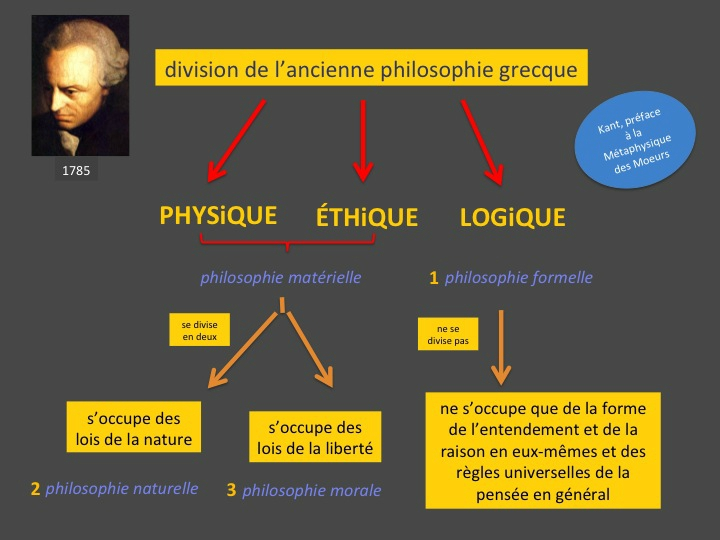 division de l’ancienne philosophie grecque
1785
Kant, préface
à la
Métaphysique
des Moeurs
PHYSiQUE
ÉTHiQUE
LOGiQUE
philosophie matérielle
1 philosophie formelle
se divise
en deux
ne se
divise pas
s’occupe des
lois de la nature
s’occupe des
lois de la liberté
ne s’occupe que de la forme
de l’entendement et de la
raison en eux-mêmes et des
règles universelles de la
pensée en général
2 philosophie naturelle
3 philosophie morale